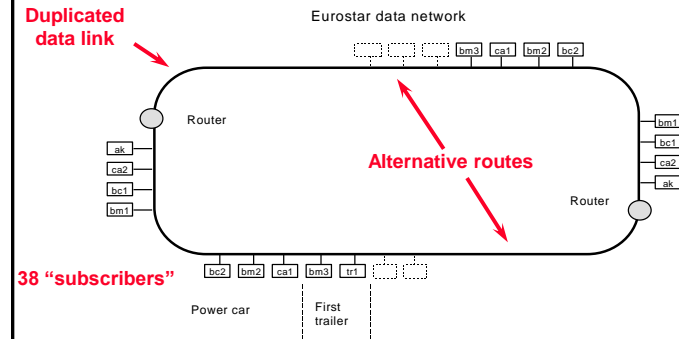 Duplicated
data link
Eurostar data network
bm3 ca1 bm2 bc2
Router
bm1
ak
bc1
ca2
Alternative routes
ca2
bc1
ak
bm1
Router
38 “subscribers”
bc2 bm2 ca1 bm3 tr1
Power car
First
trailer